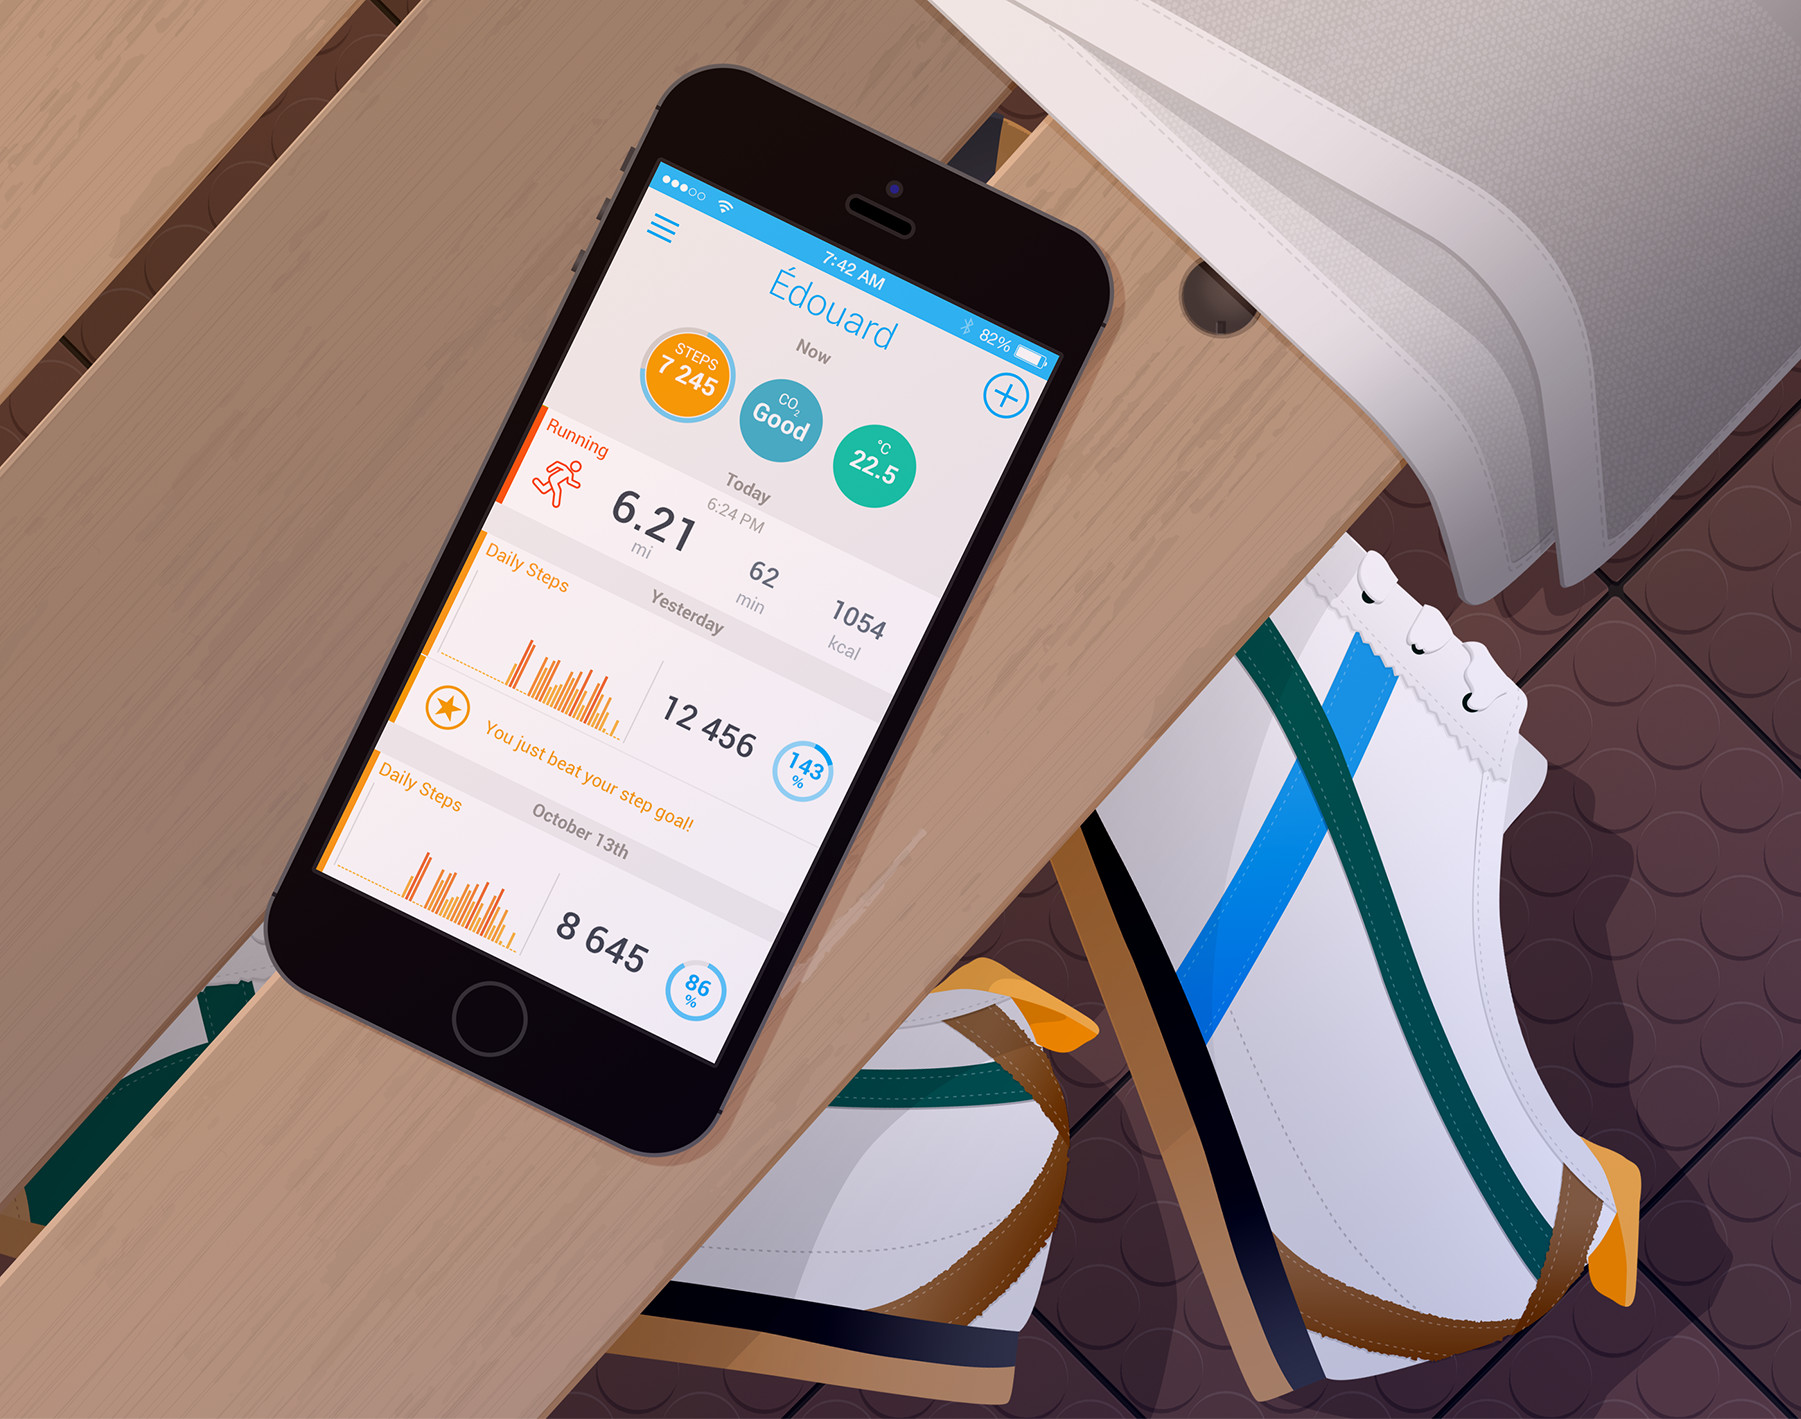 7:42 AM
82%
Édouard
Now
STEPS
7 245
CO₂
Good
°C
22.5
Today
6:24 PM
Running
6.21
mi
62
min
1054
kcal
Yesterday
Daily Steps
12 456
143
%
You just beat your step goal!
October 13th
Daily Steps
8 645
86
%